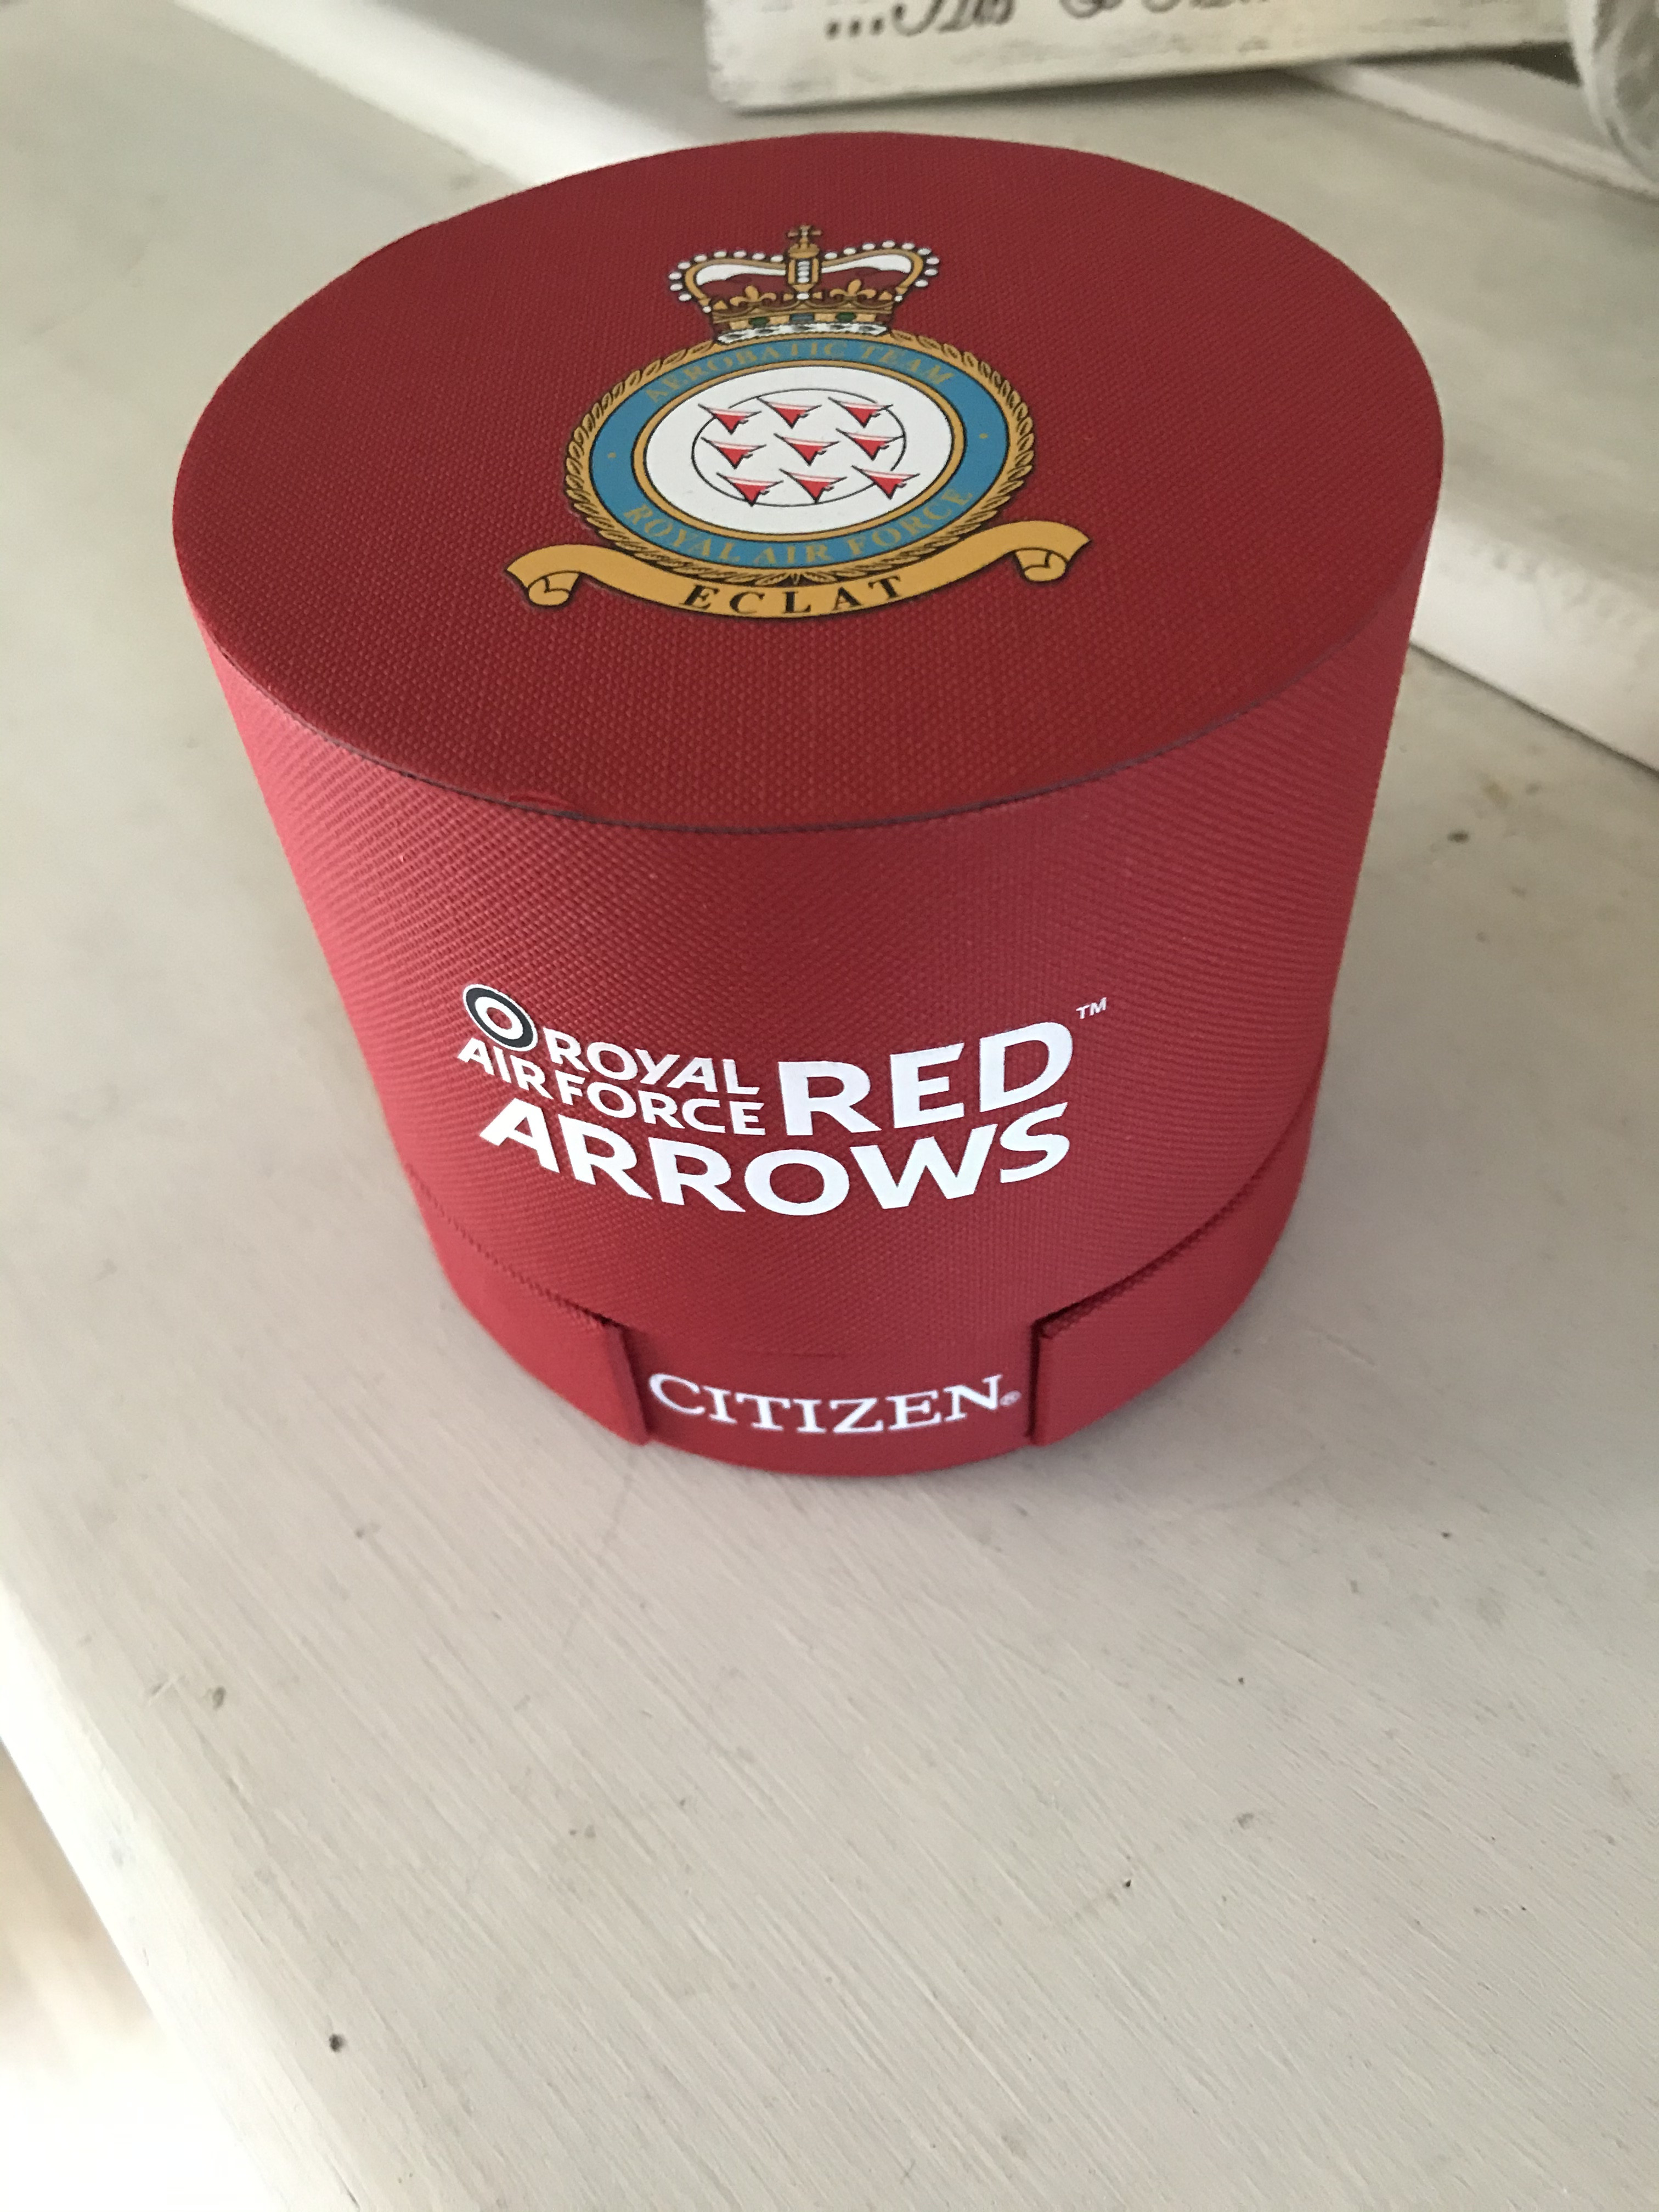 AEROBATIC TEAM
ROYAL AIR FORCE
ECLAT
ROYAL
AIR FORCE
RED
™
ARROWS
CITIZEN®